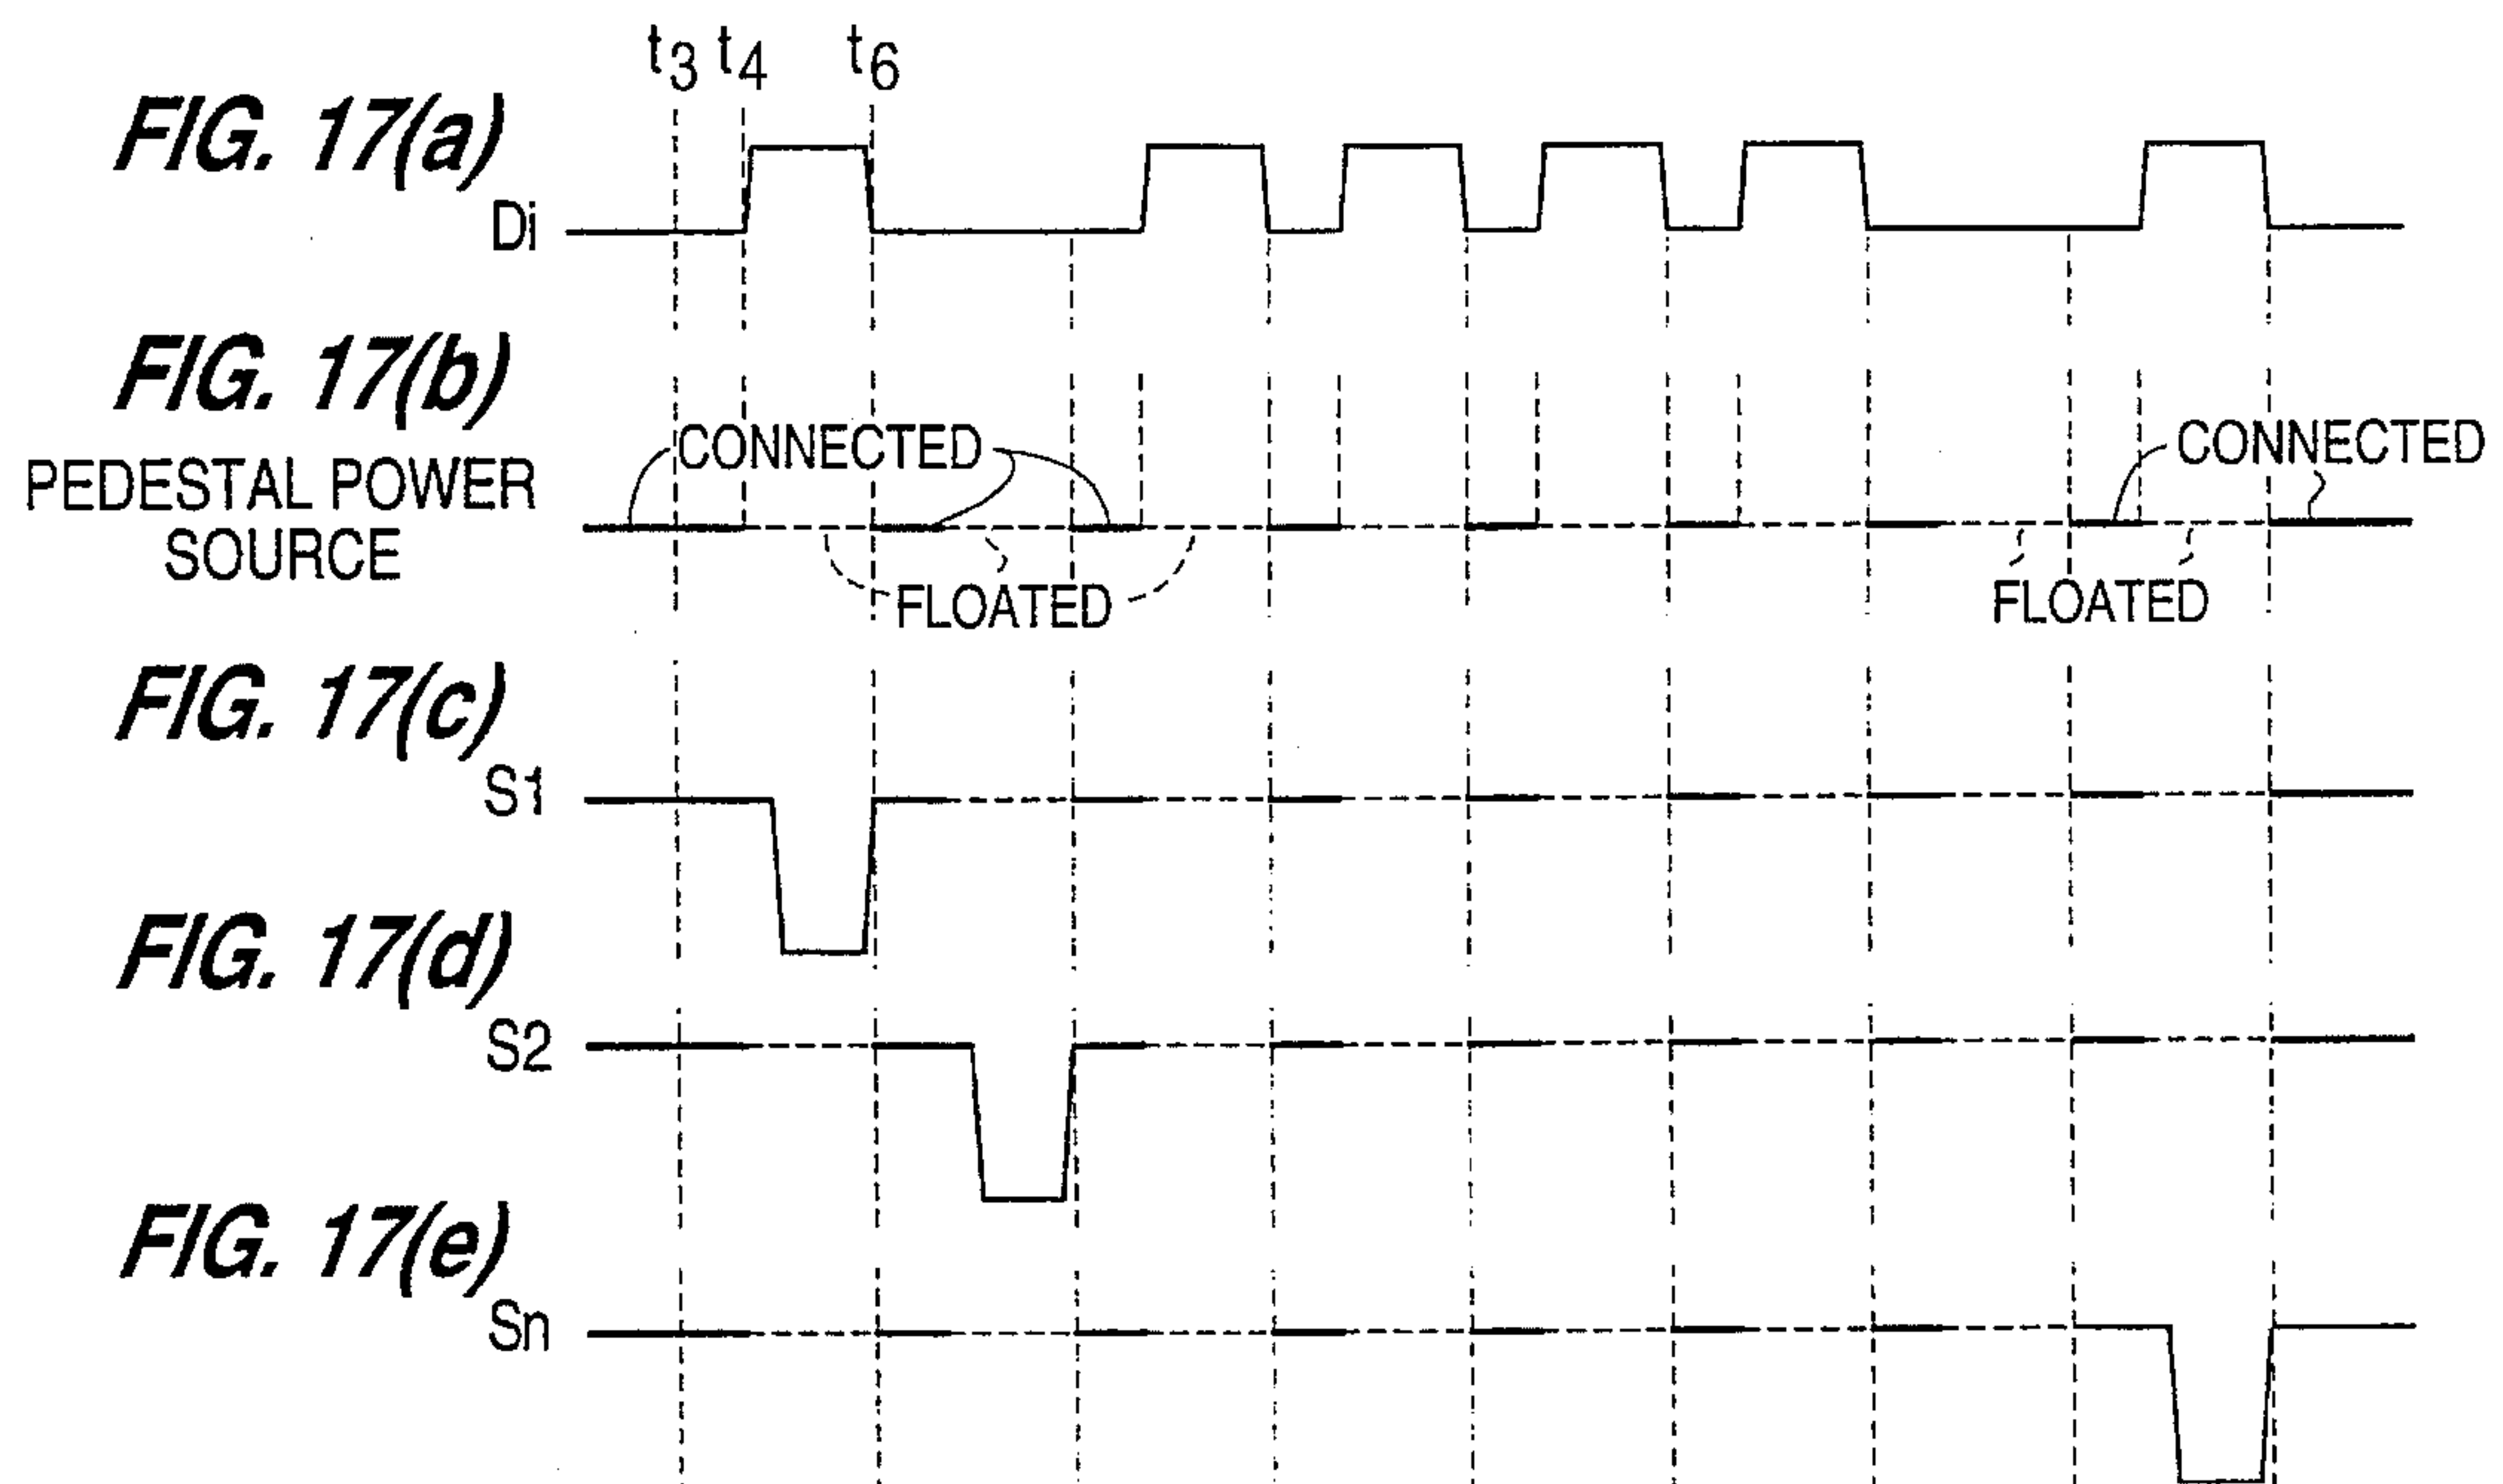 t3 t4 t6
FIG. 17(a)
Di
FIG. 17(b)
CONNECTED
CONNECTED
PEDESTAL POWER
SOURCE
FLOATED
FLOATED
FIG. 17(c)
S1
FIG. 17(d)
S2
FIG. 17(e)
Sn